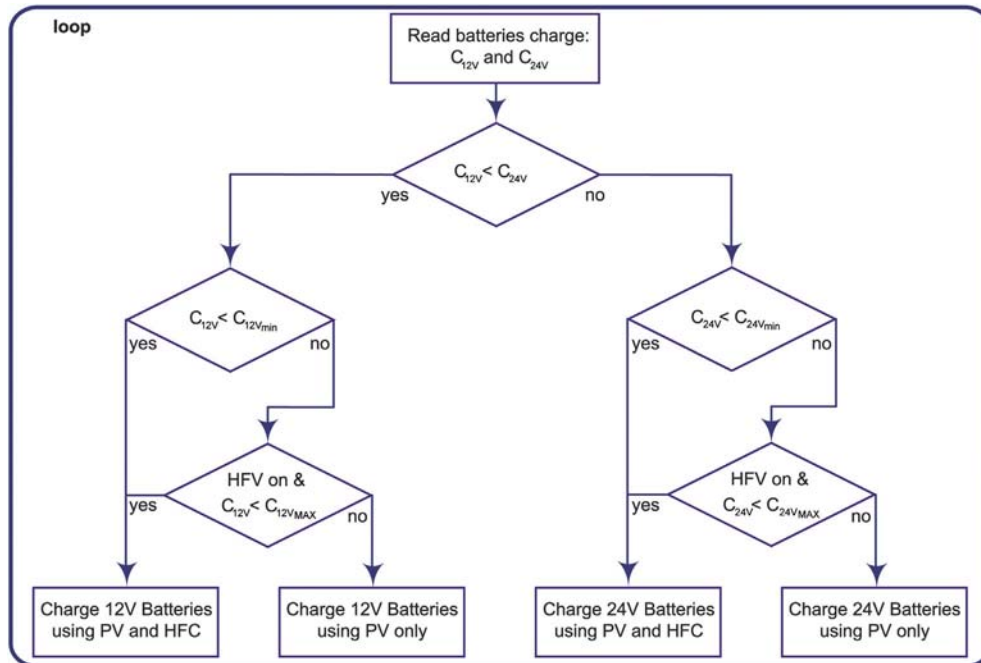 loop
Read batteries charge:
C12V and C24V
C12V< C24V
yes
no
C12V< C12Vmin
yes
no
C24V< C24Vmin
yes
no
HFV on &
C12V< C12VMAX
yes
no
HFV on &
C24V< C24VMAX
yes
no
Charge 12V Batteries
using PV and HFC
Charge 12V Batteries
using PV only
Charge 24V Batteries
using PV and HFC
Charge 24V Batteries
using PV only